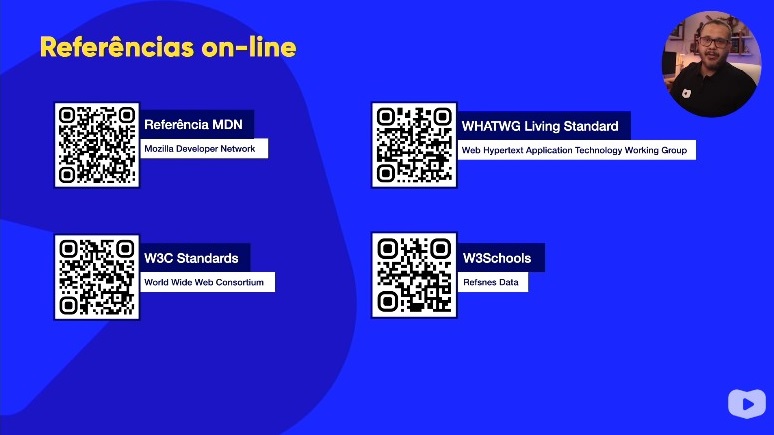 Referências on-line
Referência MDN
Mozilla Developer Network
WHATWG Living Standard
Web Hypertext Application Technology Working Group
W3C Standards
World Wide Web Consortium
W3Schools
Refsnes Data